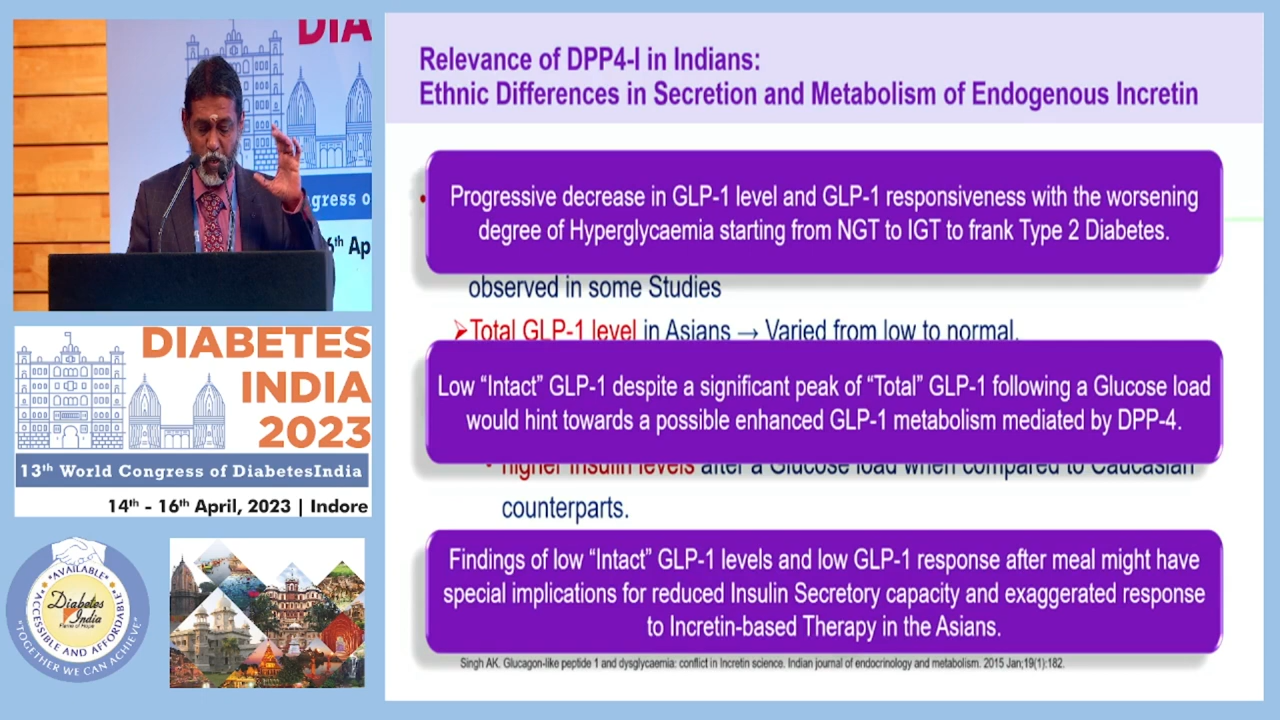 DIA
gress o
6th Ap
DIABETES
INDIA
2023
13th World Congress of DiabetesIndia
14th - 16th April, 2023 | Indore
"AVAILABLE"
"ACCESSIBLE AND AFFORDABLE"
Diabetes
India
"TOGETHER WE CAN ACHIEVE"
Relevance of DPP4-I in Indians:
Ethnic Differences in Secretion and Metabolism of Endogenous Incretin
Progressive decrease in GLP-1 level and GLP-1 responsiveness with the worsening
degree of Hyperglycaemia starting from NGT to IGT to frank Type 2 Diabetes.
observed in some Studies
➢Total GLP-1 level in Asians → Varied from low to normal.
Low “Intact” GLP-1 despite a significant peak of “Total” GLP-1 following a Glucose load
would hint towards a possible enhanced GLP-1 metabolism mediated by DPP-4.
higher Insulin levels after a Glucose load when compared to Caucasian
counterparts.
Findings of low “Intact” GLP-1 levels and low GLP-1 response after meal might have
special implications for reduced Insulin Secretory capacity and exaggerated response
to Incretin-based Therapy in the Asians.
Singh AK. Glucagon-like peptide 1 and dysglycaemia: conflict in Incretin science. Indian journal of endocrinology and metabolism. 2015 Jan;19(1):182.